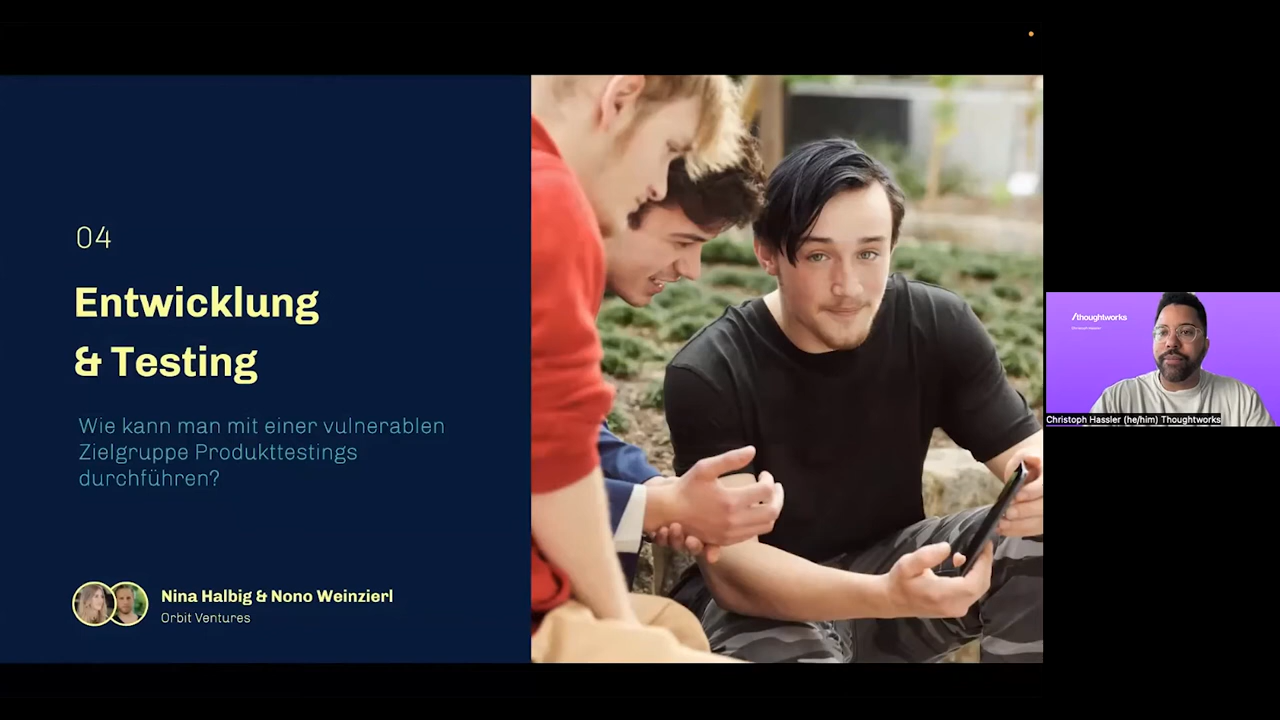 04
Entwicklung
& Testing
Wie kann man mit einer vulnerablen
Zielgruppe Produkttestings
durchführen?
Nina Halbig & Nono Weinzierl
Orbit Ventures
/thoughtworks
Christoph Hassler (he/him) Thoughtworks